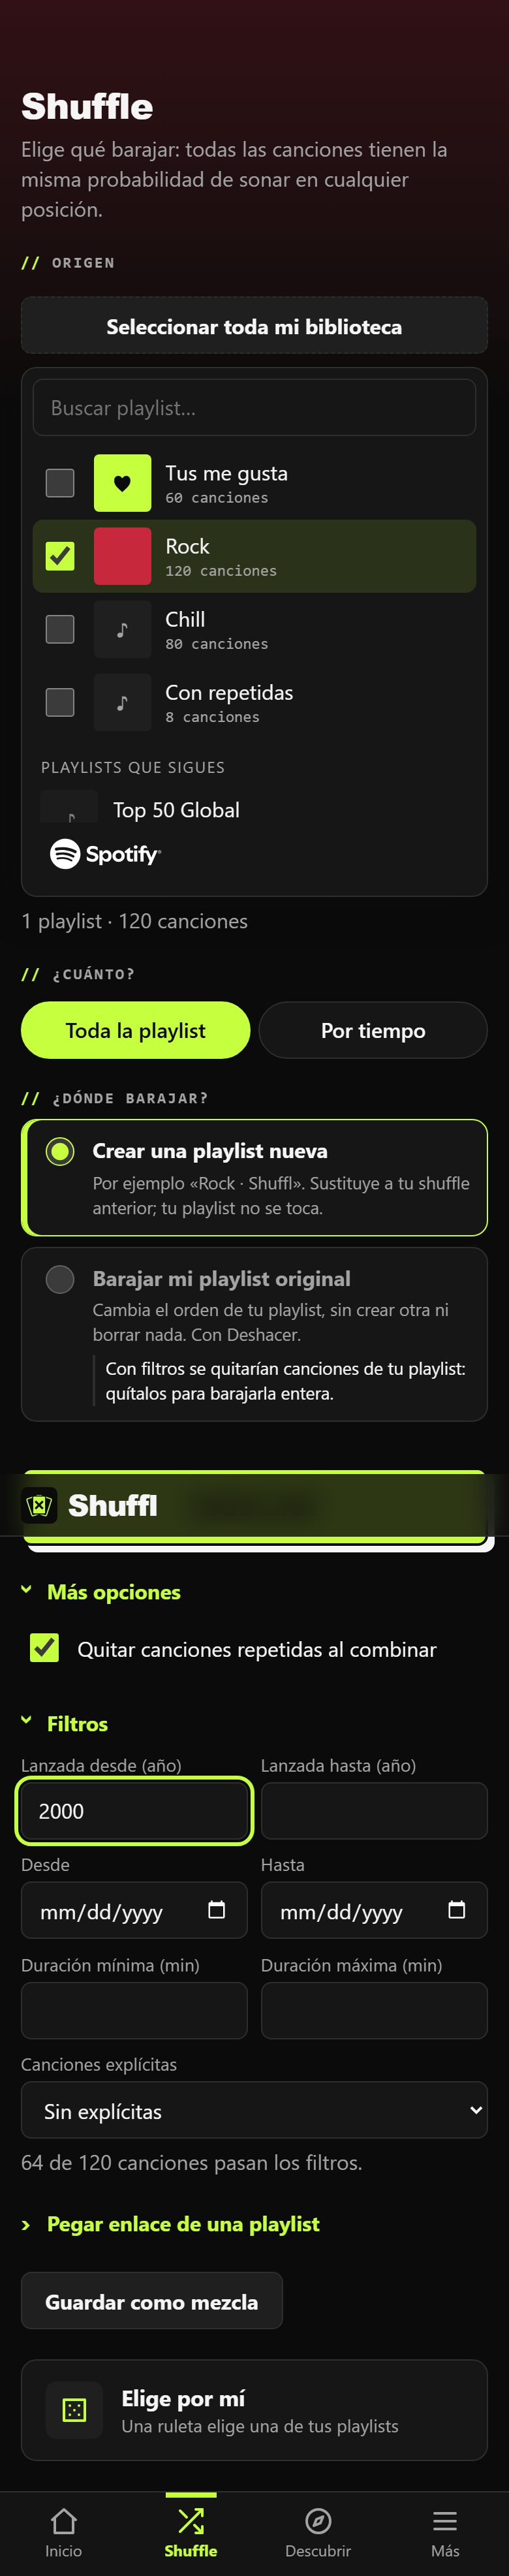 Shuffle
Elige qué barajar: todas las canciones tienen la
misma probabilidad de sonar en cualquier
posición.
// ORIGEN
Seleccionar toda mi biblioteca
Buscar playlist...
Tus me gusta
60 canciones
Rock
120 canciones
Chill
80 canciones
Con repetidas
8 canciones
PLAYLISTS QUE SIGUES
Top 50 Global
Spotify
1 playlist · 120 canciones
// ¿CUÁNTO?
Toda la playlist
Por tiempo
// ¿DÓNDE BARAJAR?
Crear una playlist nueva
Por ejemplo «Rock · Shuffl». Sustituye a tu shuffle
anterior; tu playlist no se toca.
Barajar mi playlist original
Cambia el orden de tu playlist, sin crear otra ni
borrar nada. Con Deshacer.
Con filtros se quitarían canciones de tu playlist:
quítalos para barajarla entera.
Shuffl
Más opciones
Quitar canciones repetidas al combinar
Filtros
Lanzada desde (año) Lanzada hasta (año)
2000
Desde Hasta
mm/dd/yyyy mm/dd/yyyy
Duración mínima (min) Duración máxima (min)
Canciones explícitas
Sin explícitas
64 de 120 canciones pasan los filtros.
Pegar enlace de una playlist
Guardar como mezcla
Elige por mí
Una ruleta elige una de tus playlists
Inicio Shuffle Descubrir Más